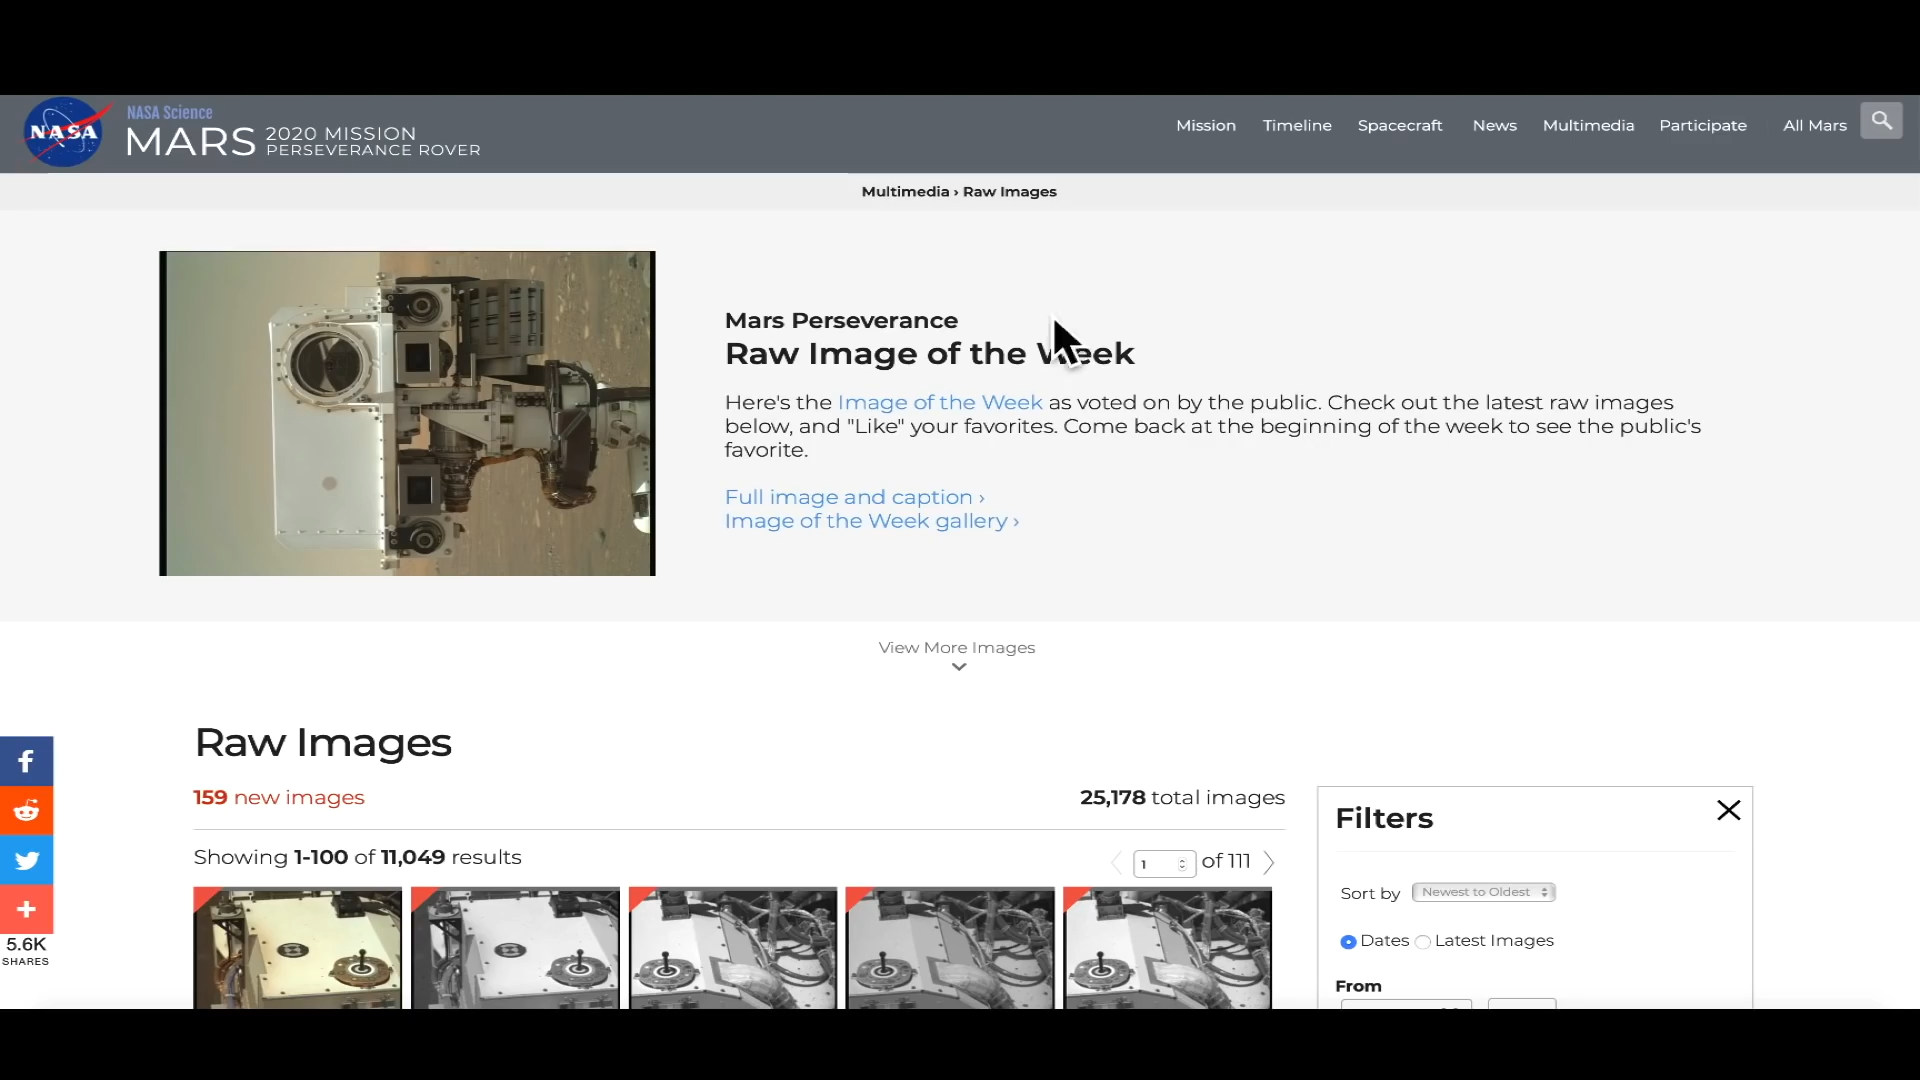 NASA
NASA Science
MARS 2020 MISSION PERSEVERANCE ROVER
Mission Timeline Spacecraft News Multimedia Participate All Mars
Multimedia › Raw Images
Mars Perseverance
Raw Image of the Week
Here's the Image of the Week as voted on by the public. Check out the latest raw images
below, and "Like" your favorites. Come back at the beginning of the week to see the public's
favorite.
Full image and caption ›
Image of the Week gallery ›
View More Images
Raw Images
159 new images
25,178 total images
Showing 1-100 of 11,049 results
1 of 111
Filters
Sort by Newest to Oldest
Dates Latest Images
From
5.6K
SHARES